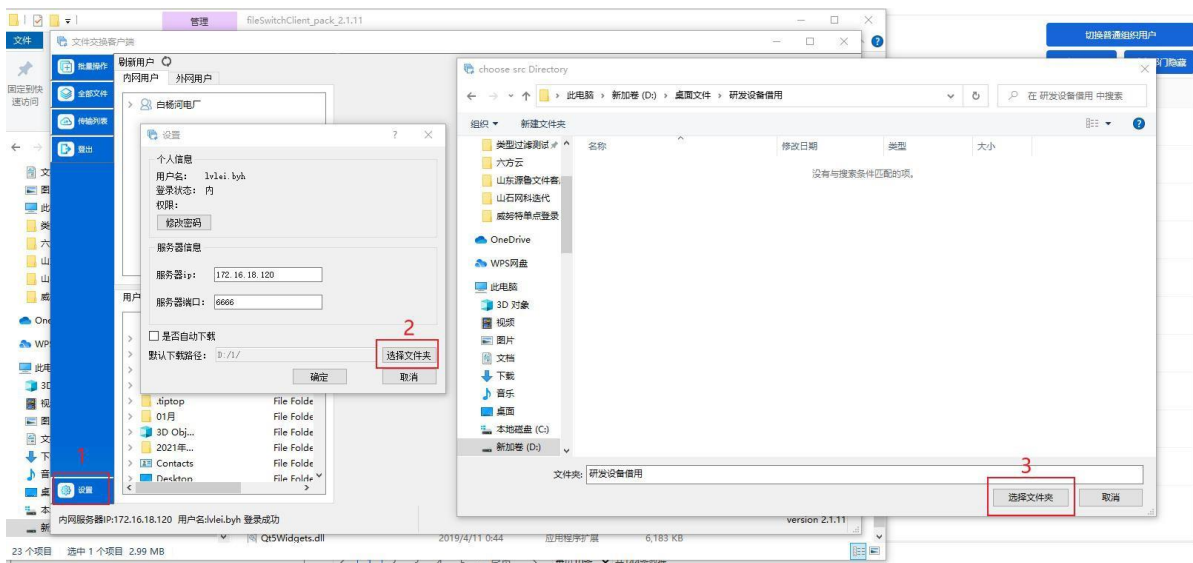 管理
fileSwitchClient_pack_2.1.11
文件
文件交换客户端
切换普通组织用户
门隐藏
固定到快
速访问
批量操作
全部文件
传输列表
登出
设置
刷新用户
内网用户
外网用户
白杨河电厂
设置
?
个人信息
用户名: lvlei.byh
登录状态: 内
权限:
修改密码
服务器信息
服务器ip: 172.16.18.120
服务器端口: 6666
是否自动下载
默认下载路径: D:/1/
选择文件夹
确定
取消
1
2
3
用户
.tiptop File Folde
01月 File Folde
3D Obj... File Folde
2021年... File Folde
Contacts File Folde
Desktop File Folde
内网服务器IP:172.16.18.120 用户名:lvlei.byh 登录成功
version 2.1.11
Qt5Widgets.dll 2019/4/11 0:44 应用程序扩展 6,183 KB
23 个项目 选中 1 个项目 2.99 MB
choose src Directory
此电脑 › 新加卷 (D:) › 桌面文件 › 研发设备借用
在 研发设备借用 中搜索
组织 新建文件夹
名称 修改日期 类型 大小
没有与搜索条件匹配的项。
类型过滤测试
六方云
山东源鲁文件客
山石网科迭代
威努特单点登录
OneDrive
WPS网盘
此电脑
3D 对象
视频
图片
文档
下载
音乐
桌面
本地磁盘 (C:)
新加卷 (D:)
文件夹: 研发设备借用
选择文件夹
取消